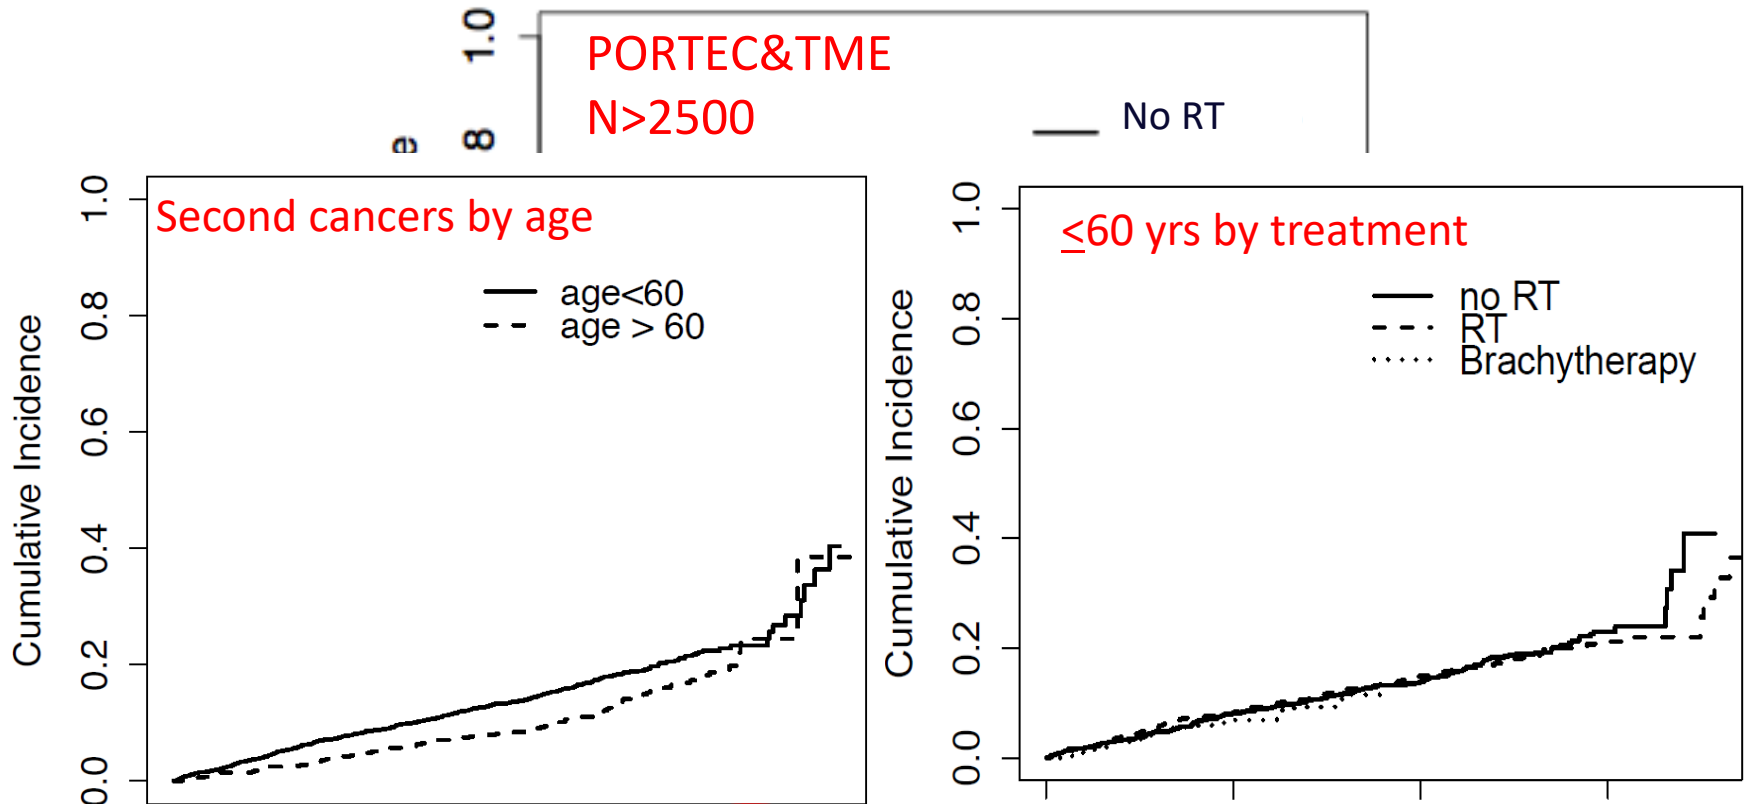 1.0
PORTEC&TME
N>2500
No RT
8
e
1.0
Second cancers by age
age<60
age > 60
0.8
0.6
0.4
0.2
0.0
Cumulative Incidence
1.0
<60 yrs by treatment
no RT
RT
Brachytherapy
0.8
0.6
0.4
0.2
0.0
Cumulative Incidence